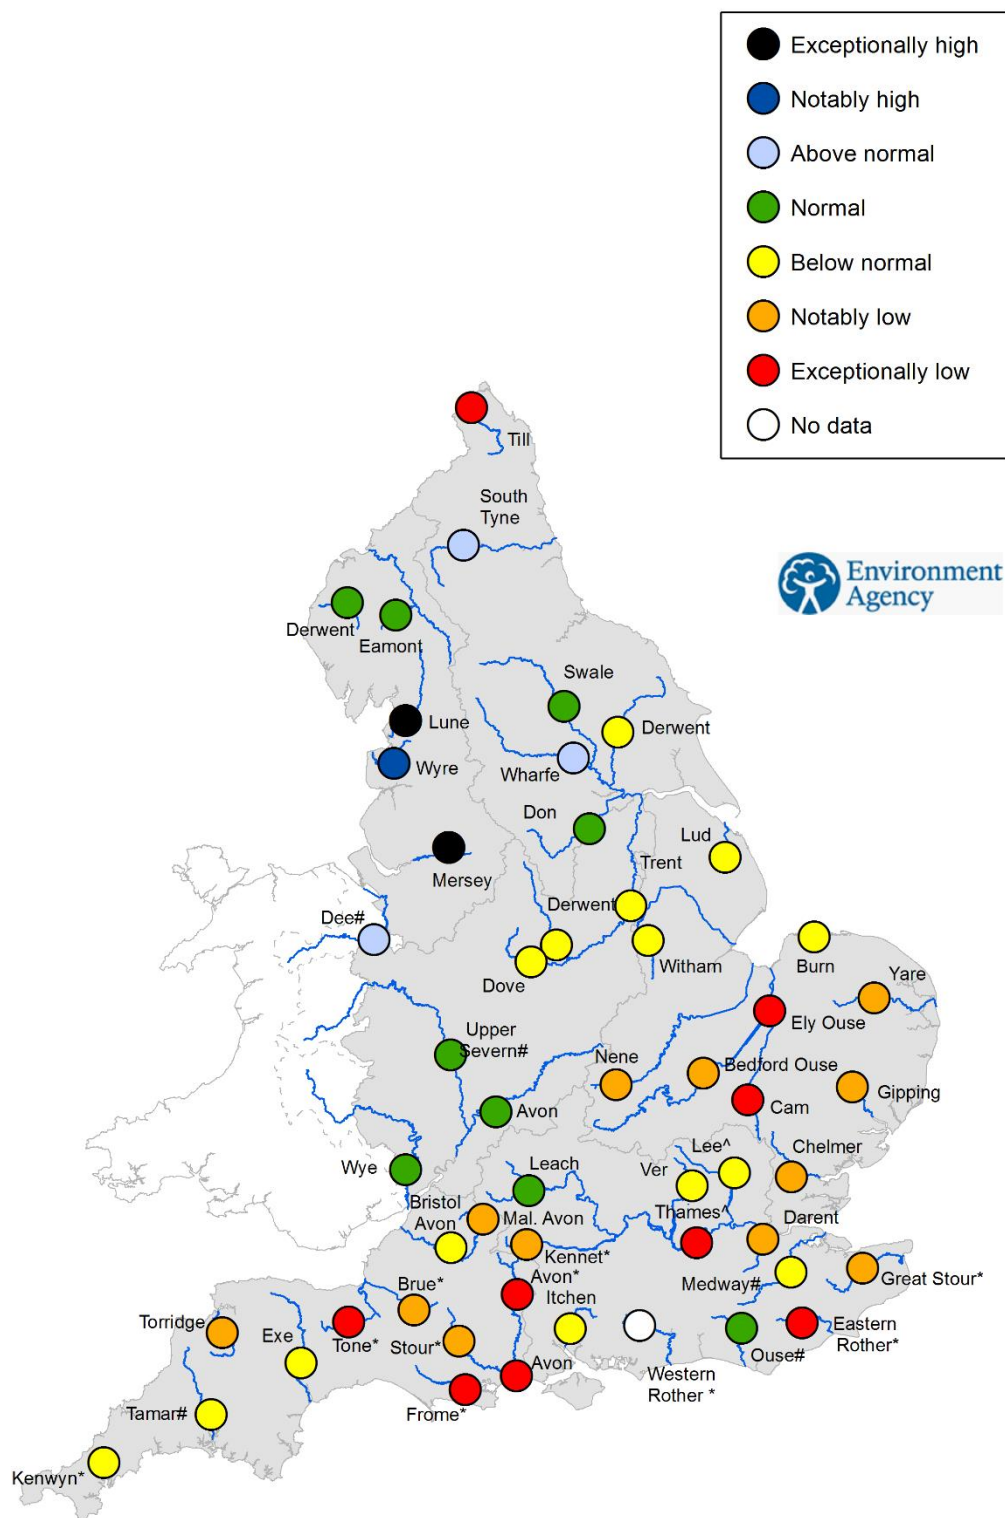 Exceptionally high
Notably high
Above normal
Normal
Below normal
Notably low
Exceptionally low
No data
Till
South
Tyne
Environment
Agency
Derwent
Eamont
Swale
Lune
Derwent
Wyre
Wharfe
Don
Lud
Mersey
Trent
Derwent
Dee#
Witham
Burn
Dove
Yare
Ely Ouse
Upper
Severn#
Nene
Bedford Ouse
Gipping
Cam
Avon
Lee^
Chelmer
Wye
Leach
Ver
Bristol
Avon
Mal. Avon
Thames^
Darent
Kennet*
Avon*
Medway#
Great Stour*
Brue*
Itchen
Torridge
Exe
Tone*
Stour*
Eastern
Rother*
Ouse#
Avon
Western
Rother *
Frome*
Tamar#
Kenwyn*